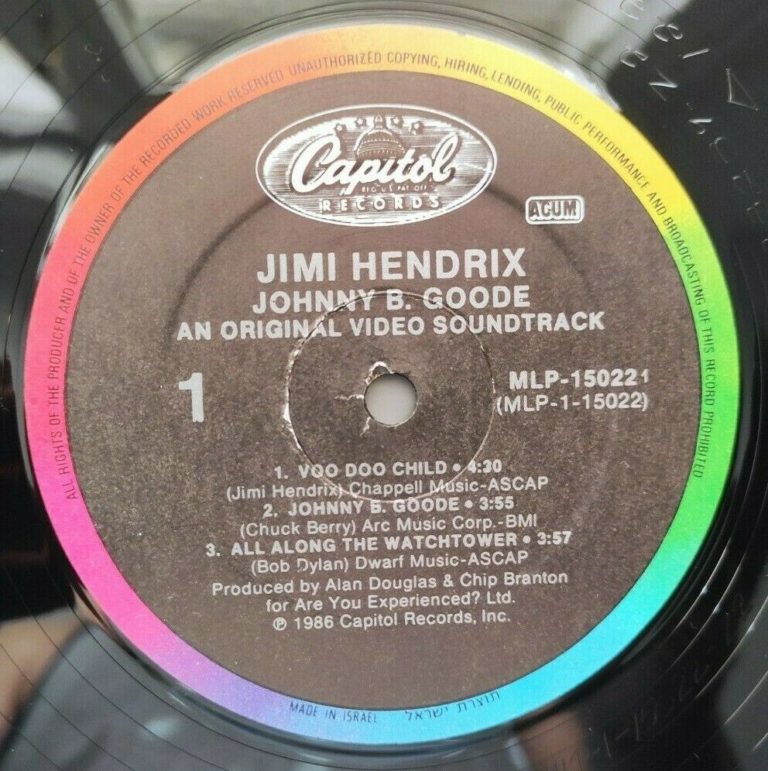 ALL RIGHTS OF THE PRODUCER AND OF THE OWNER OF THE RECORDED WORK RESERVED UNAUTHORIZED COPYING, HIRING, LENDING, PUBLIC PERFORMANCE AND BROADCASTING OF THIS RECORD PROHIBITED
Capitol
REG. U.S. PAT. OFF.
RECORDS
ACUM
JIMI HENDRIX
JOHNNY B. GOODE
AN ORIGINAL VIDEO SOUNDTRACK
1
MLP-150221
(MLP-1-15022)
1. VOO DOO CHILD • 4:30
(Jimi Hendrix) Chappell Music-ASCAP
2. JOHNNY B. GOODE • 3:55
(Chuck Berry) Arc Music Corp.-BMI
3. ALL ALONG THE WATCHTOWER • 3:57
(Bob Dylan) Dwarf Music-ASCAP
Produced by Alan Douglas & Chip Branton
for Are You Experienced? Ltd.
℗ 1986 Capitol Records, Inc.
MADE IN ISRAEL תוצרת ישראל